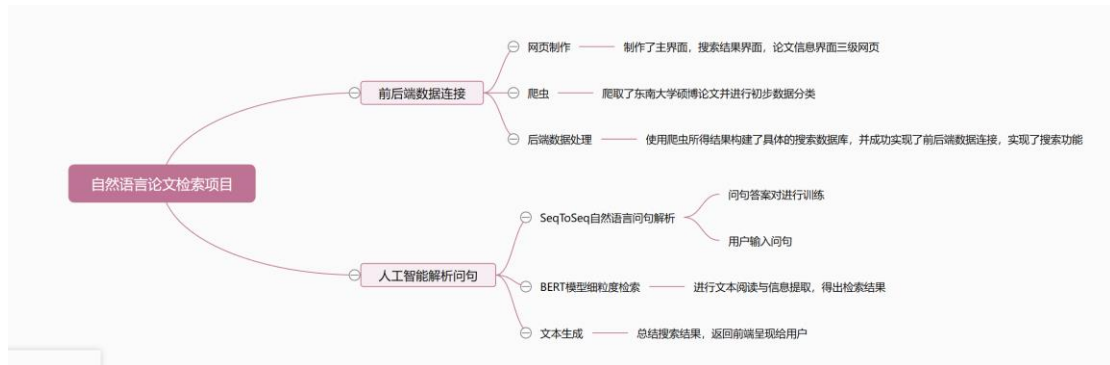 自然语言论文检索项目
前后端数据连接
网页制作
制作了主界面，搜索结果界面，论文信息界面三级网页
爬虫
爬取了东南大学硕博论文并进行初步数据分类
后端数据处理
使用爬虫所得结果构建了具体的搜索数据库，并成功实现了前后端数据连接，实现了搜索功能
人工智能解析问句
SeqToSeq自然语言问句解析
问句答案对进行训练
用户输入问句
BERT模型细粒度检索
进行文本阅读与信息提取，得出检索结果
文本生成
总结搜索结果，返回前端呈现给用户